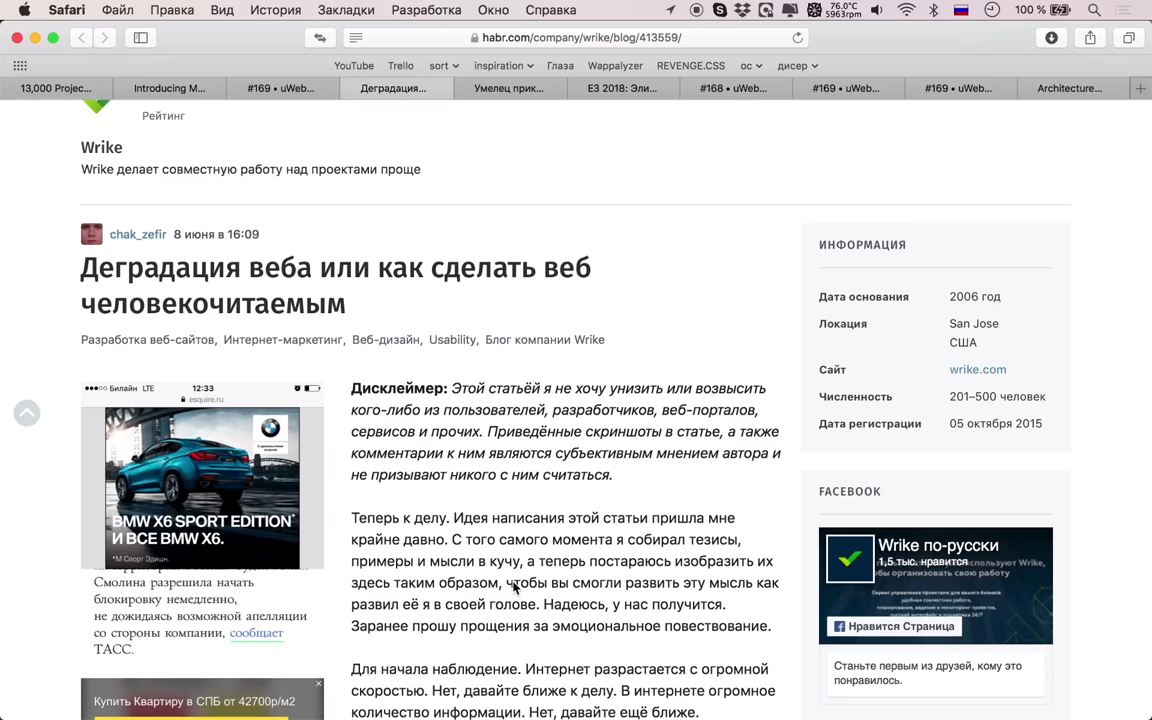 Safari Файл Правка Вид История Закладки Разработка Окно Справка 76.0°C 5963rpm 100 %
habr.com/company/wrike/blog/413559/
YouTube Trello sort inspiration Глаза Wappalyzer REVENGE.CSS ос дисер
13,000 Projec... Introducing M... #169 • uWeb... Деградация... Умелец прик... E3 2018: Эли... #168 • uWeb... #169 • uWeb... #169 • uWeb... Architecture...
Рейтинг
Wrike
Wrike делает совместную работу над проектами проще
chak_zefir 8 июня в 16:09
Деградация веба или как сделать веб
человекочитаемым
Разработка веб-сайтов, Интернет-маркетинг, Веб-дизайн, Usability, Блог компании Wrike
Билайн LTE 12:33
esquire.ru
BMW X6 SPORT EDITION*
И ВСЕ BMW X6.
*М Спорт Эдишн.
Смолина разрешила начать
блокировку немедленно,
не дожидаясь возможной апелляции
со стороны компании, сообщает
ТАСС.
Купить Квартиру в СПБ от 42700р/м2
Дисклеймер: Этой статьёй я не хочу унизить или возвысить
кого-либо из пользователей, разработчиков, веб-порталов,
сервисов и прочих. Приведённые скриншоты в статье, а также
комментарии к ним являются субъективным мнением автора и
не призывают никого с ним считаться.
Теперь к делу. Идея написания этой статьи пришла мне
крайне давно. С того самого момента я собирал тезисы,
примеры и мысли в кучу, а теперь постараюсь изобразить их
здесь таким образом, чтобы вы смогли развить эту мысль как
развил её я в своей голове. Надеюсь, у нас получится.
Заранее прошу прощения за эмоциональное повествование.
Для начала наблюдение. Интернет разрастается с огромной
скоростью. Нет, давайте ближе к делу. В интернете огромное
количество информации. Нет, давайте ещё ближе.
ИНФОРМАЦИЯ
Дата основания 2006 год
Локация San Jose
США
Сайт wrike.com
Численность 201–500 человек
Дата регистрации 05 октября 2015
FACEBOOK
Wrike по-русски
1,5 тыс. нравится
Нравится Страница
Станьте первым из друзей, кому это
понравилось.